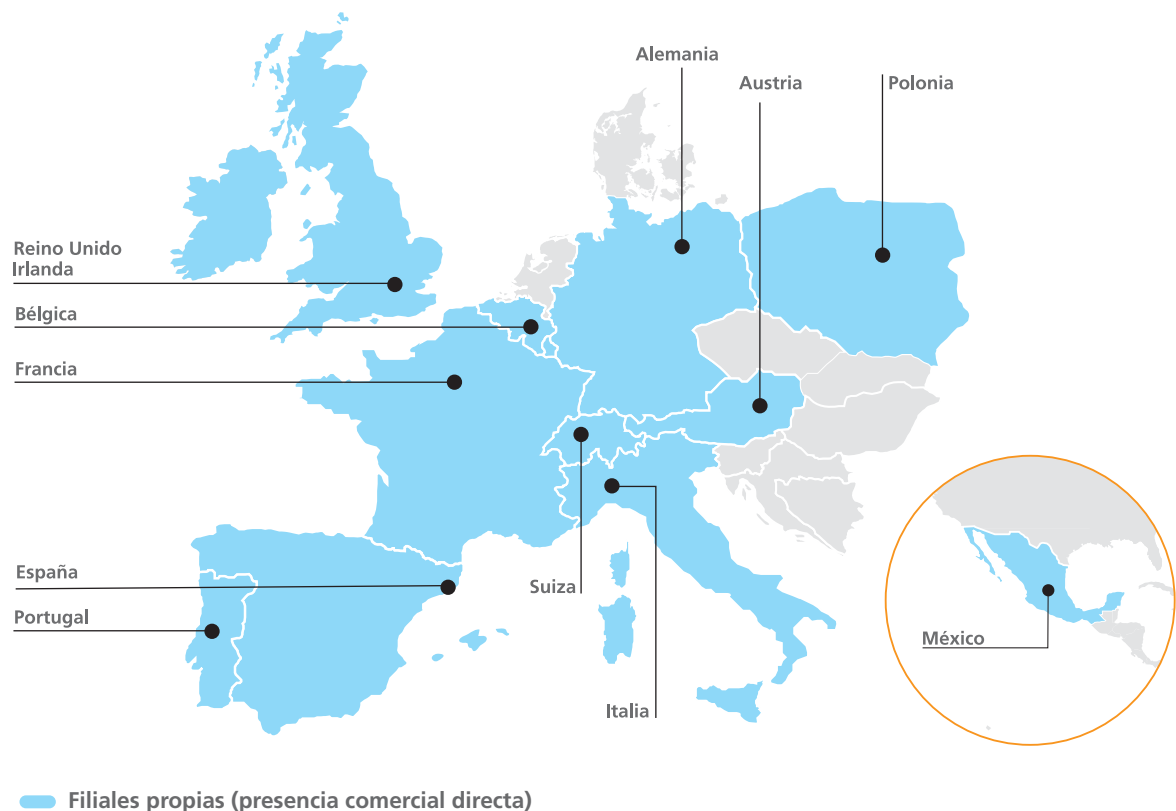 Alemania
Austria
Polonia
Reino Unido
Irlanda
Bélgica
Francia
España
Portugal
Suiza
Italia
México
Filiales propias (presencia comercial directa)